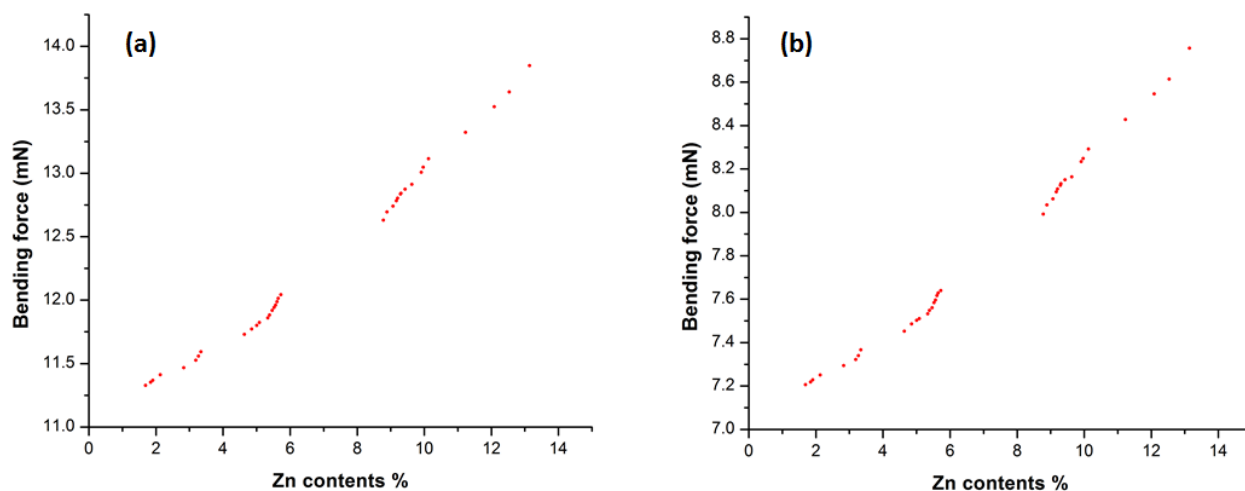 (a)
Bending force (mN)
14.0
13.5
13.0
12.5
12.0
11.5
11.0
0 2 4 6 8 10 12 14
Zn contents %
(b)
Bending force (mN)
8.8
8.6
8.4
8.2
8.0
7.8
7.6
7.4
7.2
7.0
0 2 4 6 8 10 12 14
Zn contents %